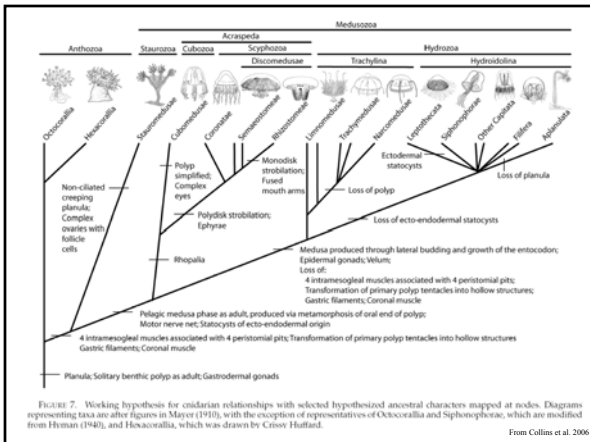 Medusozoa
Acraspeda
Anthozoa Staurozoa Cubozoa Scyphozoa Hydrozoa
Discomedusae Trachylina Hydroidolina
Octocorallia
Hexacorallia
Stauromedusae
Cubomedusae
Coronatae
Semaeostomeae
Rhizostomeae
Limnomedusae
Trachymedusae
Narcomedusae
Leptothecata
Siphonophorae
Other Capitata
Filifera
Aplanulata
Non-ciliated
creeping
planula;
Complex
ovaries with
follicle
cells
Polyp
simplified;
Complex
eyes
Monodisk
strobilation;
Fused
mouth arms
Ectodermal
statocysts
Loss of planula
Loss of polyp
Polydisk strobilation;
Ephyrae
Loss of ecto-endodermal statocysts
Rhopalia
Medusa produced through lateral budding and growth of the entocodon;
Epidermal gonads; Velum;
Loss of:
4 intramesogleal muscles associated with 4 peristomial pits;
Transformation of primary polyp tentacles into hollow structures;
Gastric filaments; Coronal muscle
Pelagic medusa phase as adult, produced via metamorphosis of oral end of polyp;
Motor nerve net; Statocysts of ecto-endodermal origin
4 intramesogleal muscles associated with 4 peristomial pits; Transformation of primary polyp tentacles into hollow structures
Gastric filaments; Coronal muscle
Planula; Solitary benthic polyp as adult; Gastrodermal gonads
FIGURE 7. Working hypothesis for cnidarian relationships with selected hypothesized ancestral characters mapped at nodes. Diagrams
representing taxa are after figures in Mayer (1910), with the exception of representatives of Octocorallia and Siphonophorae, which are modified
from Hyman (1940), and Hexacorallia, which was drawn by Crissy Huffard.
From Collins et al. 2006